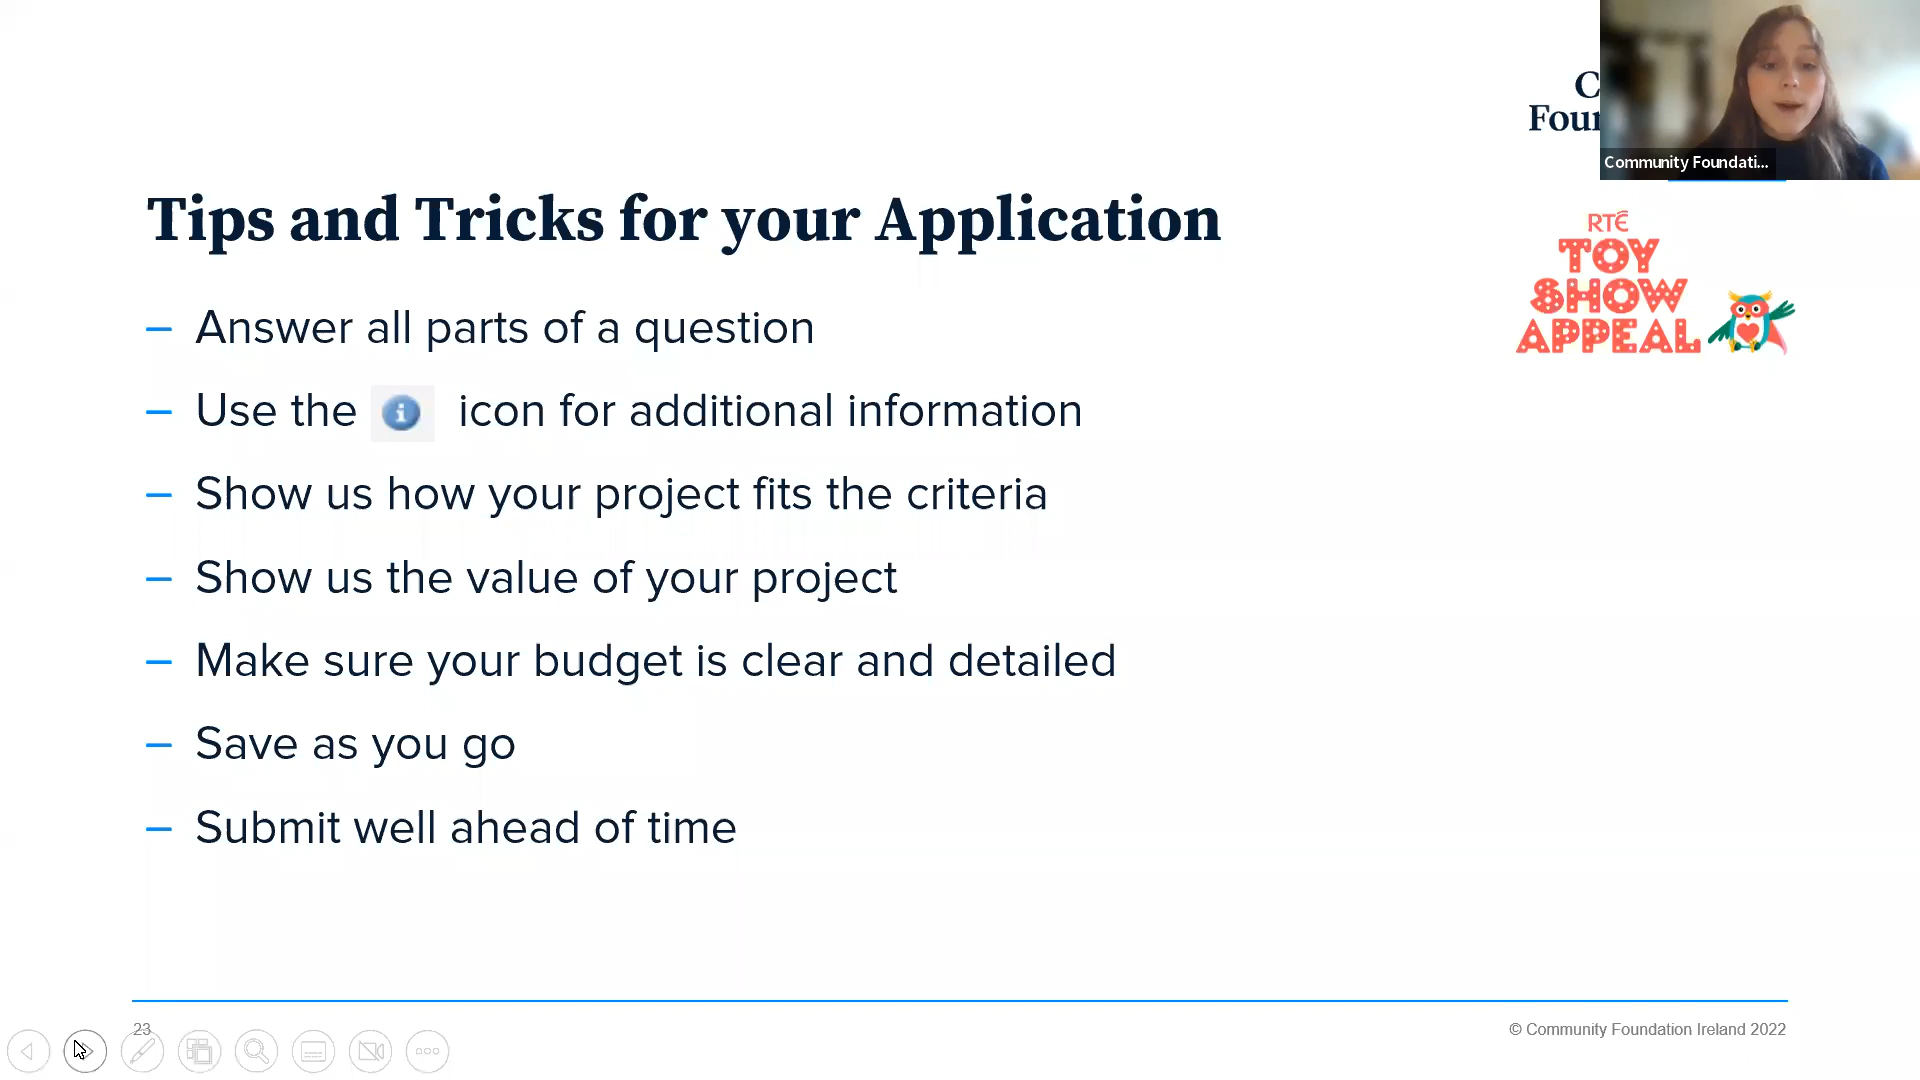 Community Foundati...
Tips and Tricks for your Application
RTÉ
TOY
SHOW
APPEAL
– Answer all parts of a question
– Use the i icon for additional information
– Show us how your project fits the criteria
– Show us the value of your project
– Make sure your budget is clear and detailed
– Save as you go
– Submit well ahead of time
23
© Community Foundation Ireland 2022